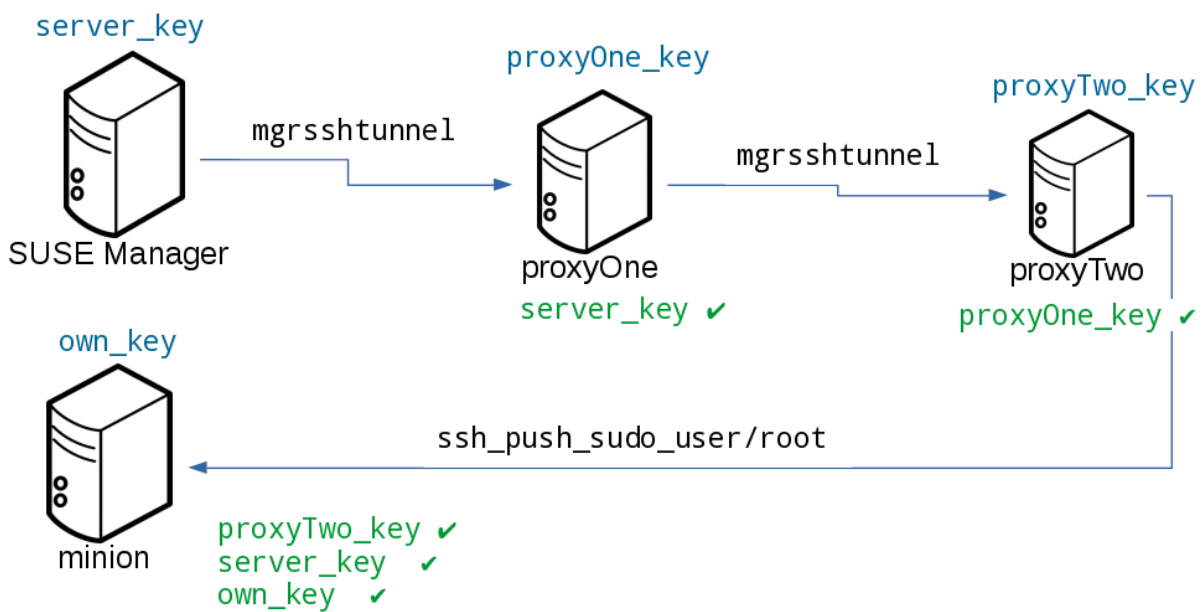 server_key
proxyOne_key
proxyTwo_key
mgrsshtunnel
mgrsshtunnel
SUSE Manager
proxyOne
proxyTwo
server_key ✔
proxyOne_key ✔
own_key
ssh_push_sudo_user/root
minion
proxyTwo_key ✔
server_key ✔
own_key ✔